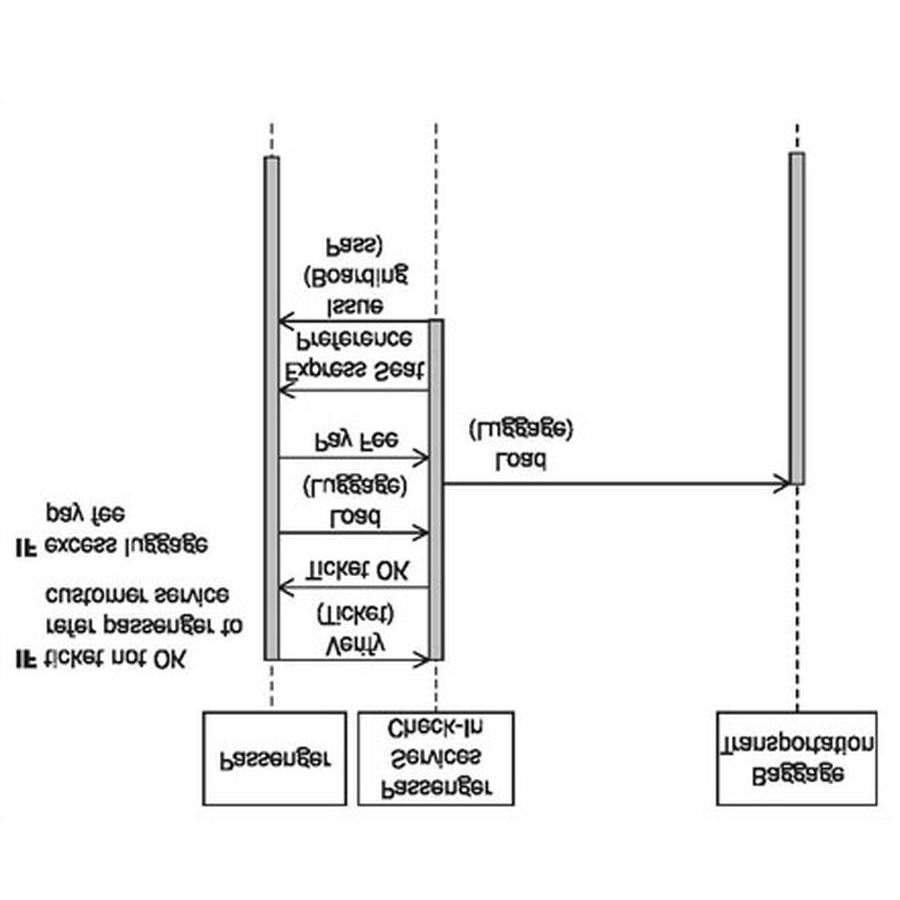 Passenger
Passenger
Services
Check-In
Baggage
Transportation
IF ticket not OK
refer passenger to
customer service
Verify
(Ticket)
Ticket OK
IF excess luggage
pay fee
Load
(Luggage)
Pay Fee
Load
(Luggage)
Express Seat
Preference
Issue
(Boarding
Pass)